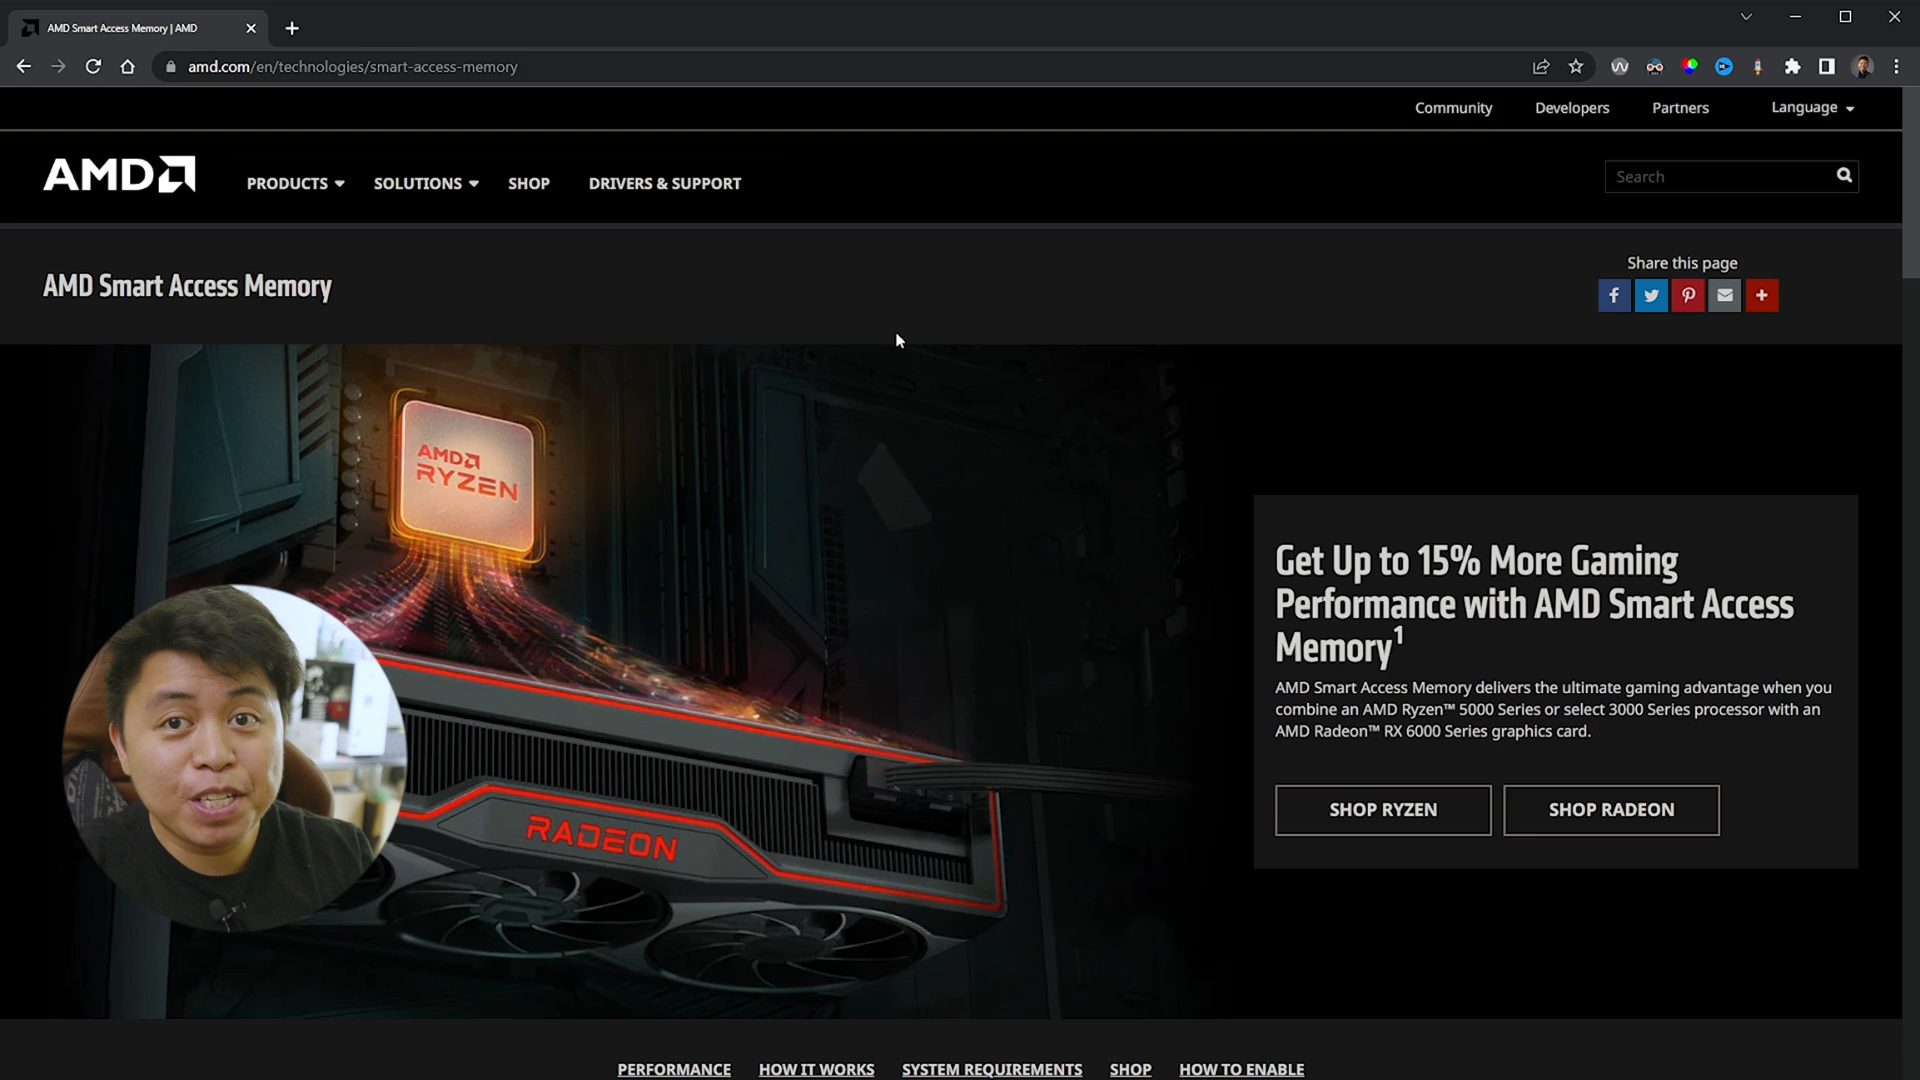 AMD Smart Access Memory | AMD
amd.com/en/technologies/smart-access-memory
Community Developers Partners Language
AMD PRODUCTS SOLUTIONS SHOP DRIVERS & SUPPORT Search
AMD Smart Access Memory
Share this page
AMD
RYZEN
RADEON
Get Up to 15% More Gaming
Performance with AMD Smart Access
Memory¹
AMD Smart Access Memory delivers the ultimate gaming advantage when you
combine an AMD Ryzen™ 5000 Series or select 3000 Series processor with an
AMD Radeon™ RX 6000 Series graphics card.
SHOP RYZEN SHOP RADEON
PERFORMANCE HOW IT WORKS SYSTEM REQUIREMENTS SHOP HOW TO ENABLE